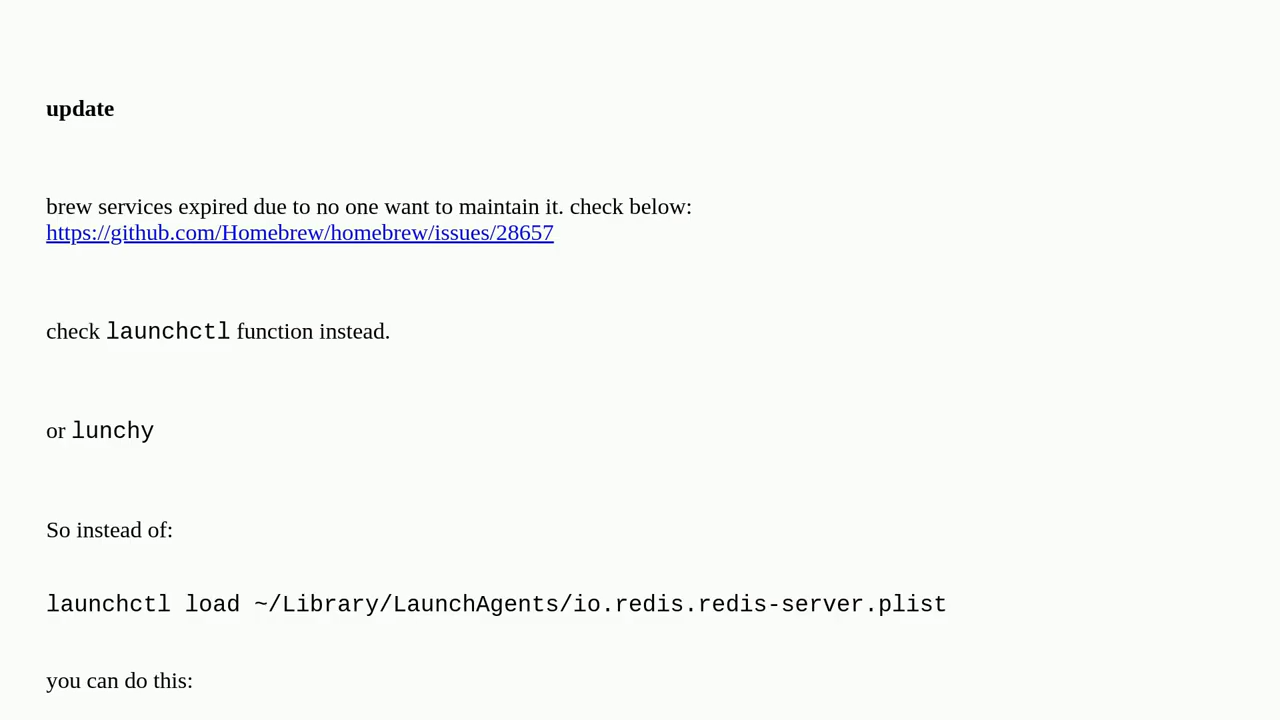 update
brew services expired due to no one want to maintain it. check below:
https://github.com/Homebrew/homebrew/issues/28657
check launchctl function instead.
or lunchy
So instead of:
launchctl load ~/Library/LaunchAgents/io.redis.redis-server.plist
you can do this: